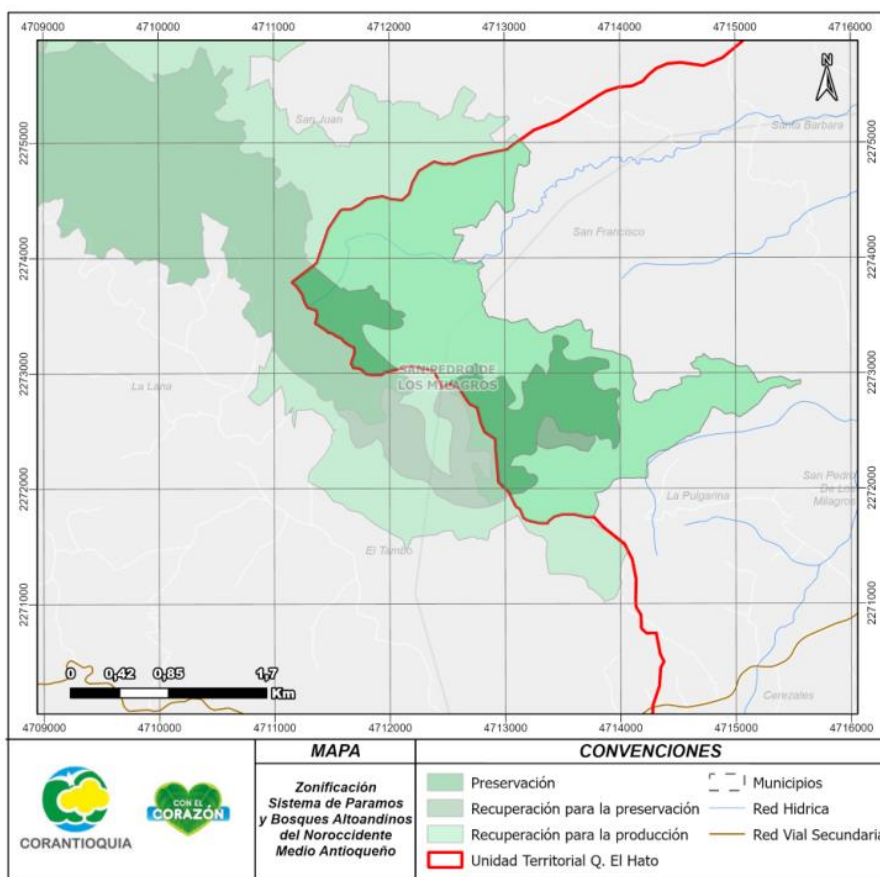 4709000 4710000 4711000 4712000 4713000 4714000 4715000 4716000
N
San Juan
Santa Barbara
2275000 2275000
San Francisco
2274000 2274000
La Lana
SAN PEDRO DE
LOS MILAGROS
2273000 2273000
San Pedro
De Los
Milagros
La Pulgarina
2272000 2272000
El Tambo
2271000 2271000
0 0,42 0,85 1,7
Km
Cerezales
4709000 4710000 4711000 4712000 4713000 4714000 4715000 4716000
CORANTIOQUIA
CON EL
CORAZÓN
MAPA
Zonificación
Sistema de Paramos
y Bosques Altoandinos
del Noroccidente
Medio Antioqueño
CONVENCIONES
Preservación
Recuperación para la preservación
Recuperación para la producción
Unidad Territorial Q. El Hato
Municipios
Red Hidrica
Red Vial Secundaria